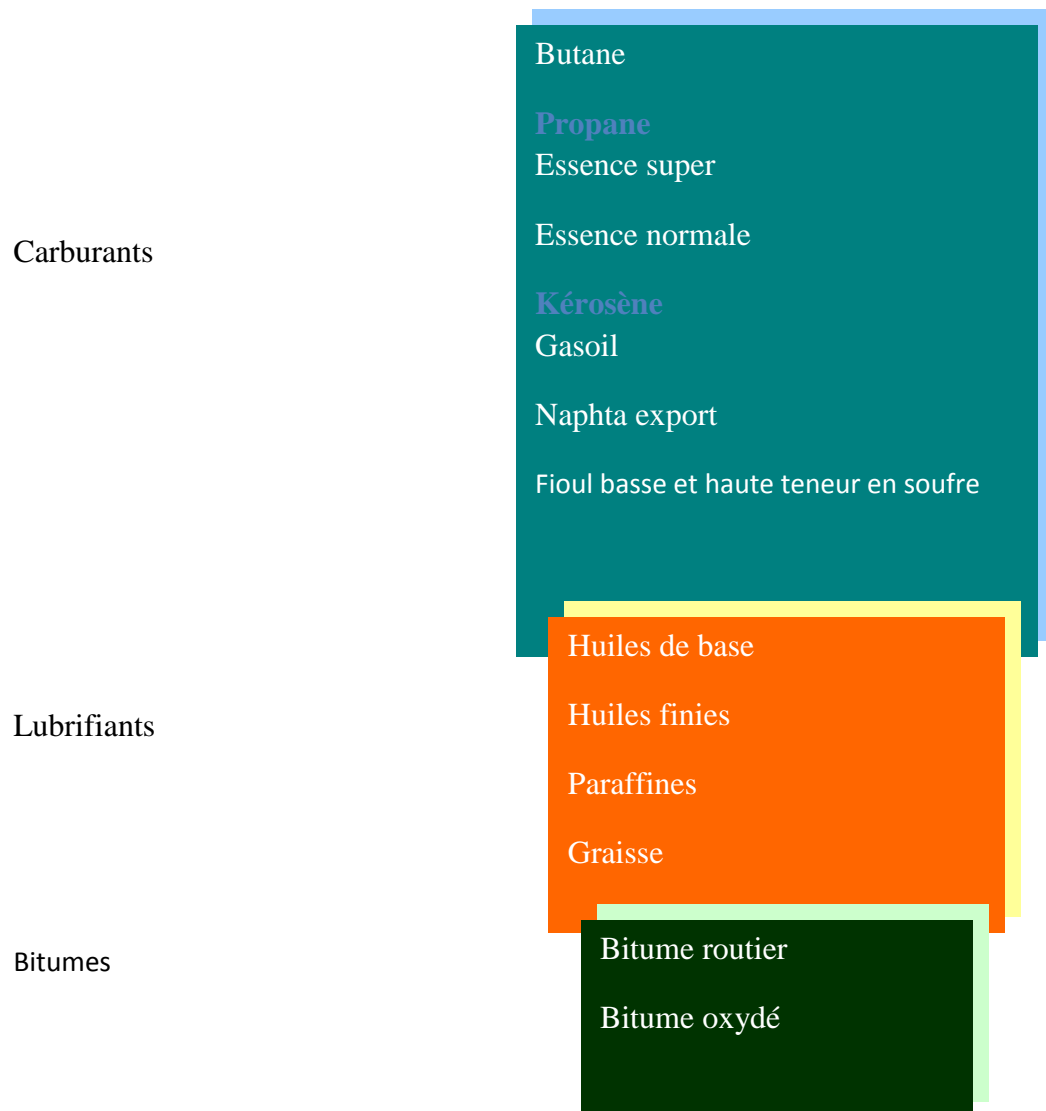 Butane
Propane
Essence super
Essence normale
Carburants
Kérosène
Gasoil
Naphta export
Fioul basse et haute teneur en soufre
Huiles de base
Huiles finies
Lubrifiants
Paraffines
Graisse
Bitume routier
Bitumes
Bitume oxydé